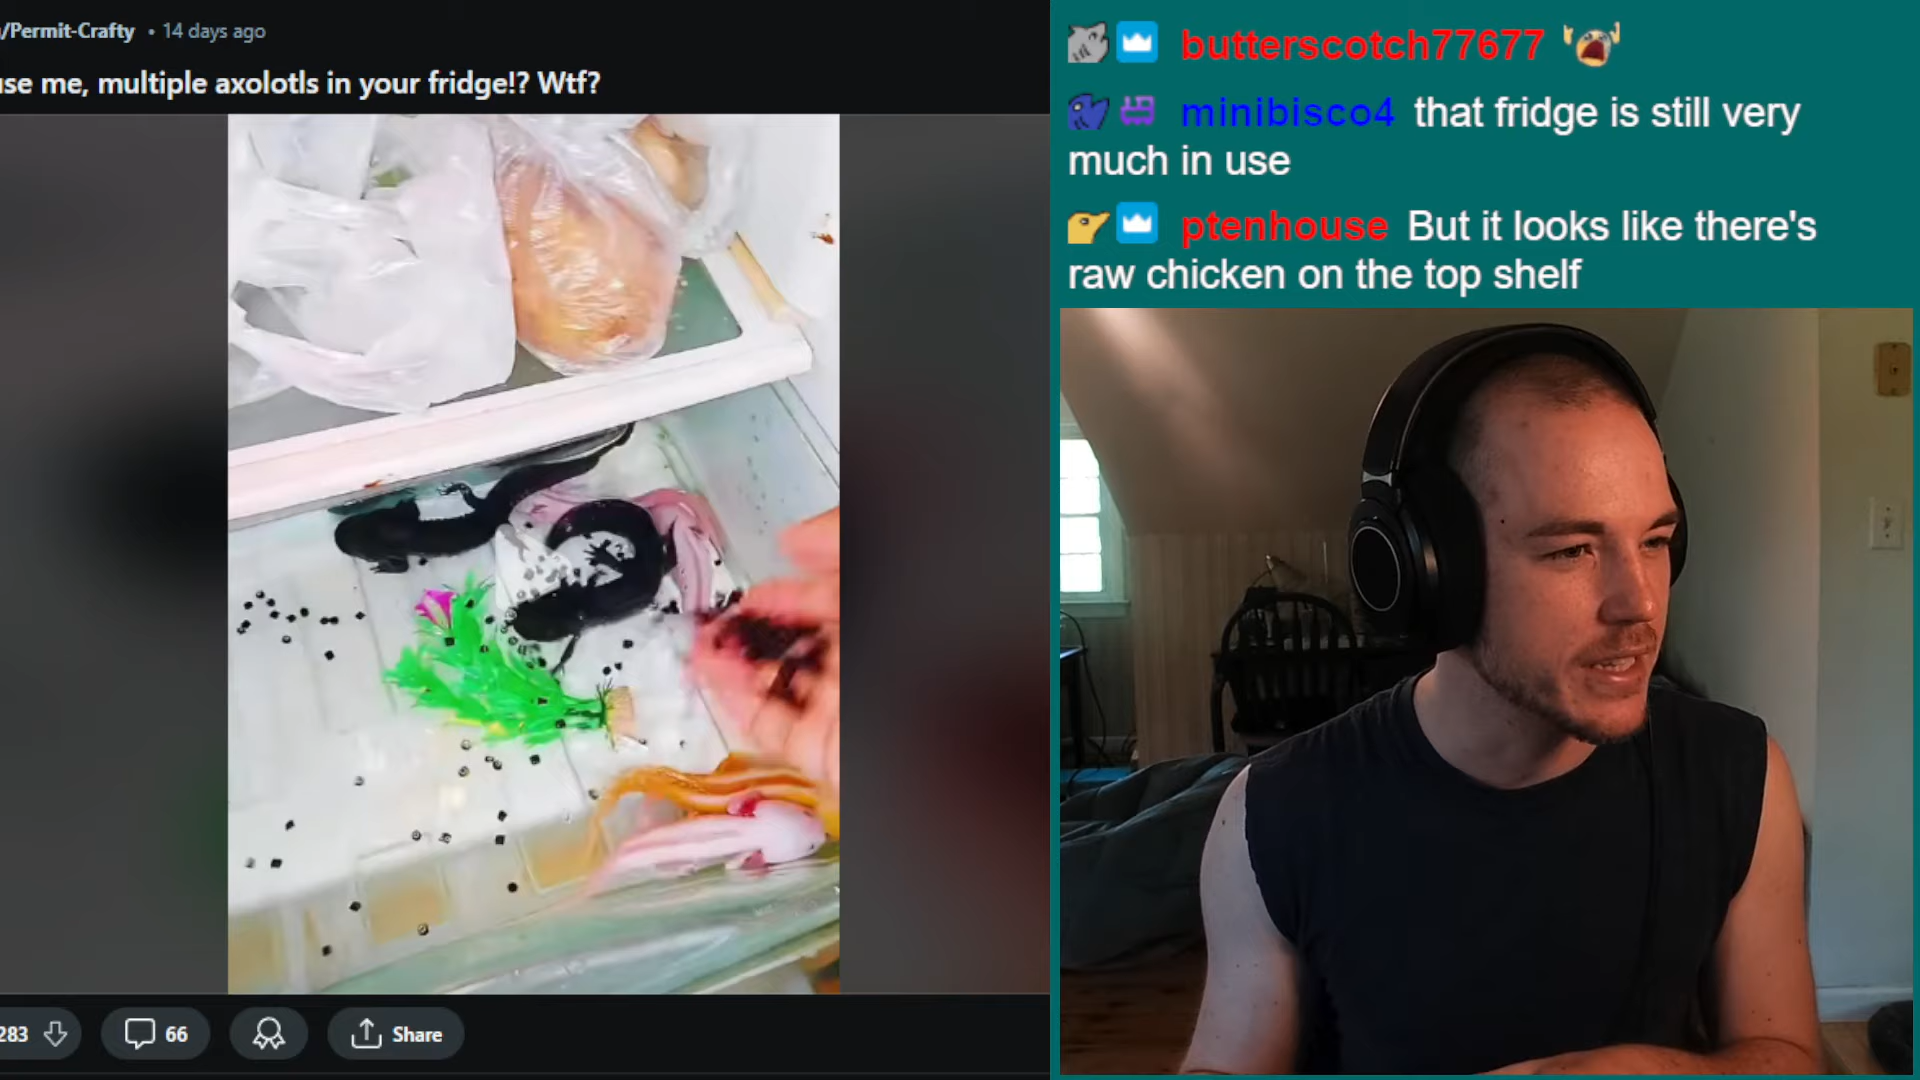 /Permit-Crafty • 14 days ago
use me, multiple axolotls in your fridge!? Wtf?
283
66
Share
butterscotch77677
minibisco4 that fridge is still very
much in use
ptenhouse But it looks like there's
raw chicken on the top shelf